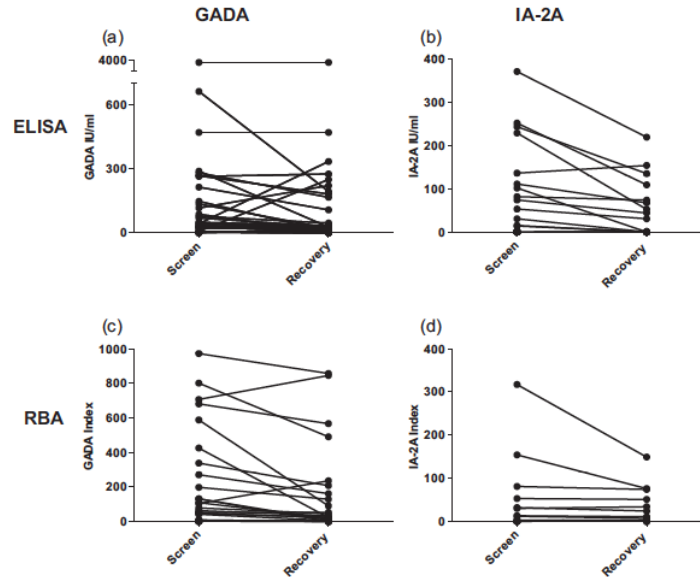 GADA IA-2A
(a) (b)
ELISA
GADA IU/ml
4000
600
300
0
Screen Recovery
IA-2A IU/ml
400
300
200
100
0
Screen Recovery
(c) (d)
RBA
GADA Index
1000
800
600
400
200
0
Screen Recovery
IA-2A Index
400
300
200
100
0
Screen Recovery